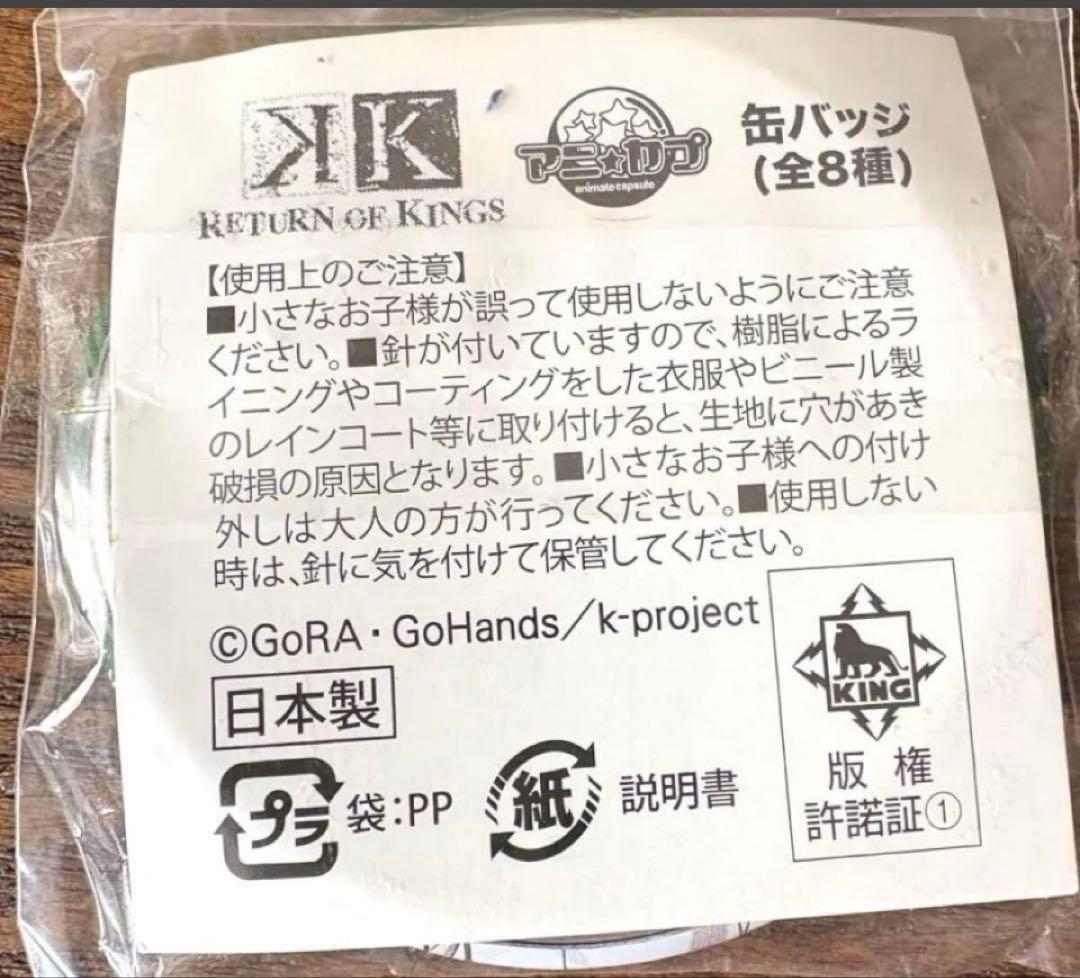 K K
RETURN OF KINGS
アニ★カプ
animate capsule
缶バッジ
(全8種)
【使用上のご注意】
■小さなお子様が誤って使用しないようにご注意
ください。■針が付いていますので、樹脂によるラ
イニングやコーティングをした衣服やビニール製
のレインコート等に取り付けると、生地に穴があき
破損の原因となります。■小さなお子様への付け
外しは大人の方が行ってください。■使用しない
時は、針に気を付けて保管してください。
©GoRA・GoHands/k-project
日本製
プラ 袋:PP
紙 説明書
KING
版権
許諾証①